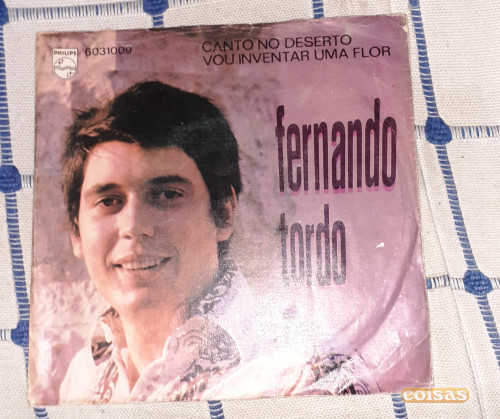 PHILIPS
6031009
CANTO NO DESERTO
VOU INVENTAR UMA FLOR
fernando
tordo
coisas